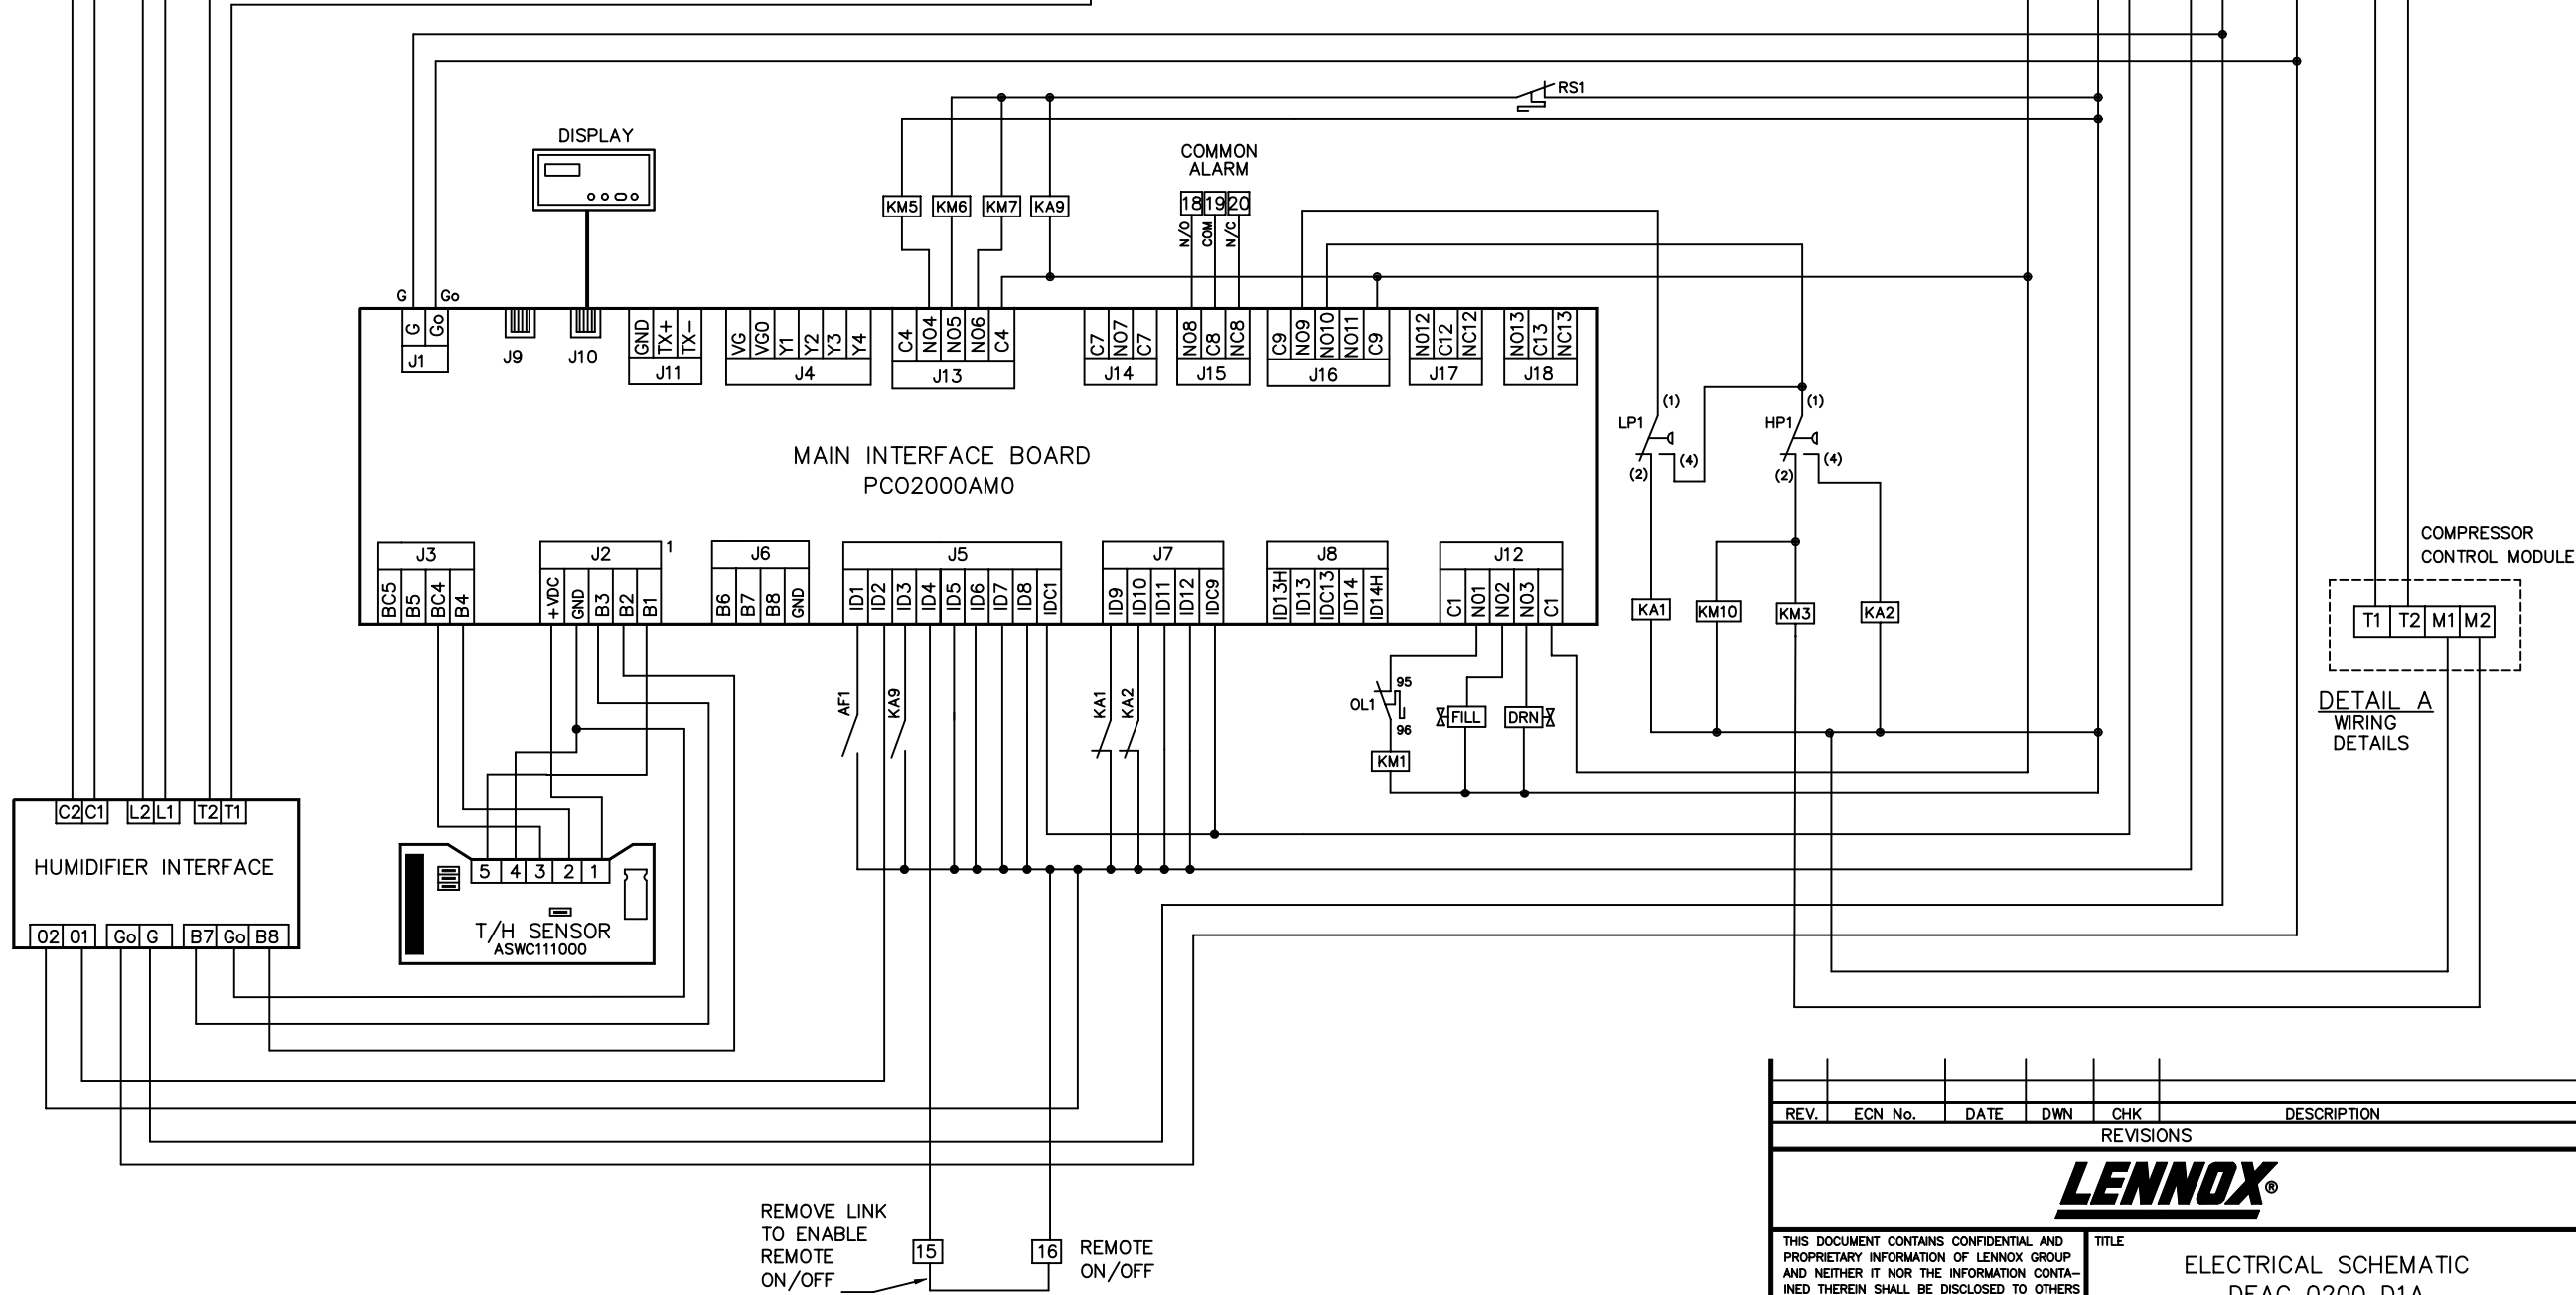 RS1
DISPLAY
COMMON
ALARM
KM5 KM6 KM7 KA9
18 19 20
N/O COM N/C
G Go
G Go
J1
J9
J10
GND TX+ TX-
J11
VG VG0 Y1 Y2 Y3 Y4
J4
C4 NO4 NO5 NO6 C4
J13
C7 NO7 C7
J14
NO8 C8 NC8
J15
C9 NO9 NO10 NO11 C9
J16
NO12 C12 NC12
J17
NO13 C13 NC13
J18
MAIN INTERFACE BOARD
PCO2000AM0
LP1 (1) (2) (4)
HP1 (1) (2) (4)
J3
BC5 B5 BC4 B4
J2 1
+VDC GND B3 B2 B1
J6
B6 B7 B8 GND
J5
ID1 ID2 ID3 ID4 ID5 ID6 ID7 ID8 IDC1
J7
ID9 ID10 ID11 ID12 IDC9
J8
ID13H ID13 IDC13 ID14 ID14H
J12
C1 NO1 NO2 NO3 C1
KA1 KM10 KM3 KA2
COMPRESSOR
CONTROL MODULE
T1 T2 M1 M2
DETAIL A
WIRING
DETAILS
AF1 KA9 KA1 KA2
OL1 95 96
FILL DRN
KM1
C2 C1 L2 L1 T2 T1
HUMIDIFIER INTERFACE
O2 O1 Go G B7 Go B8
5 4 3 2 1
T/H SENSOR
ASWC111000
REMOVE LINK
TO ENABLE
REMOTE
ON/OFF
15 16
REMOTE
ON/OFF
REV. ECN No. DATE DWN CHK DESCRIPTION
REVISIONS
LENNOX®
THIS DOCUMENT CONTAINS CONFIDENTIAL AND
PROPRIETARY INFORMATION OF LENNOX GROUP
AND NEITHER IT NOR THE INFORMATION CONTA-
INED THEREIN SHALL BE DISCLOSED TO OTHERS
TITLE
ELECTRICAL SCHEMATIC